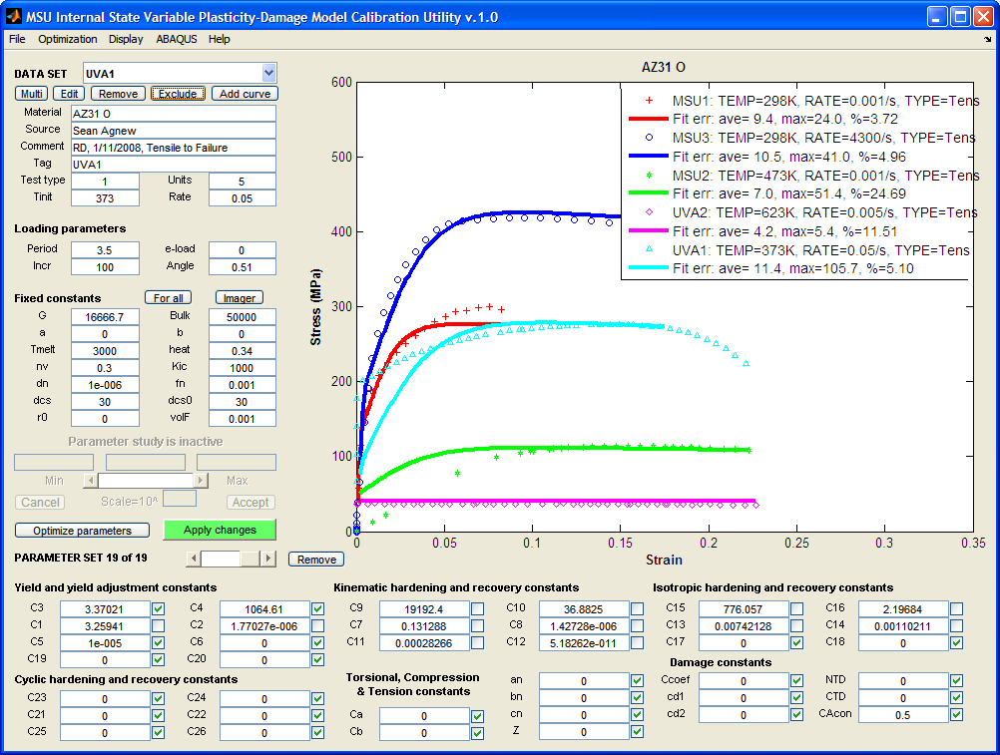 MSU Internal State Variable Plasticity-Damage Model Calibration Utility v.1.0
File Optimization Display ABAQUS Help
DATA SET UVA1
Multi Edit Remove Exclude Add curve
Material AZ31 O
Source Sean Agnew
Comment RD, 1/11/2008, Tensile to Failure
Tag UVA1
Test type 1 Units 5
Tinit 373 Rate 0.05
Loading parameters
Period 3.5 e-load 0
Incr 100 Angle 0.51
Fixed constants For all Imager
G 16666.7 Bulk 50000
a 0 b 0
Tmelt 3000 heat 0.34
nv 0.3 Kic 1000
dn 1e-006 fn 0.001
dcs 30 dcs0 30
r0 0 volF 0.001
Parameter study is inactive
Min Max
Cancel Scale=10^ Accept
Optimize parameters Apply changes
PARAMETER SET 19 of 19 Remove
AZ31 O
600
500
400
300
200
100
0
Stress (MPa)
0 0.05 0.1 0.15 0.2 0.25 0.3 0.35
Strain
MSU1: TEMP=298K, RATE=0.001/s, TYPE=Tens
Fit err: ave= 9.4, max=24.0, %=3.72
MSU3: TEMP=298K, RATE=4300/s, TYPE=Tens
Fit err: ave= 10.5, max=41.0, %=4.96
MSU2: TEMP=473K, RATE=0.001/s, TYPE=Tens
Fit err: ave= 7.0, max=51.4, %=24.69
UVA2: TEMP=623K, RATE=0.005/s, TYPE=Tens
Fit err: ave= 4.2, max=5.4, %=11.51
UVA1: TEMP=373K, RATE=0.05/s, TYPE=Tens
Fit err: ave= 11.4, max=105.7, %=5.10
Yield and yield adjustment constants
C3 3.37021 C4 1064.61
C1 3.25941 C2 1.77027e-006
C5 1e-005 C6 0
C19 0 C20 0
Cyclic hardening and recovery constants
C23 0 C24 0
C21 0 C22 0
C25 0 C26 0
Kinematic hardening and recovery constants
C9 19192.4 C10 36.8825
C7 0.131288 C8 1.42728e-006
C11 0.00028266 C12 5.18262e-011
Torsional, Compression
& Tension constants
Ca 0
Cb 0
an 0
bn 0
cn 0
Z 0
Isotropic hardening and recovery constants
C15 776.057 C16 2.19684
C13 0.00742128 C14 0.00110211
C17 0 C18 0
Damage constants
Ccoef 0 NTD 0
cd1 0 CTD 0
cd2 0 CAcon 0.5